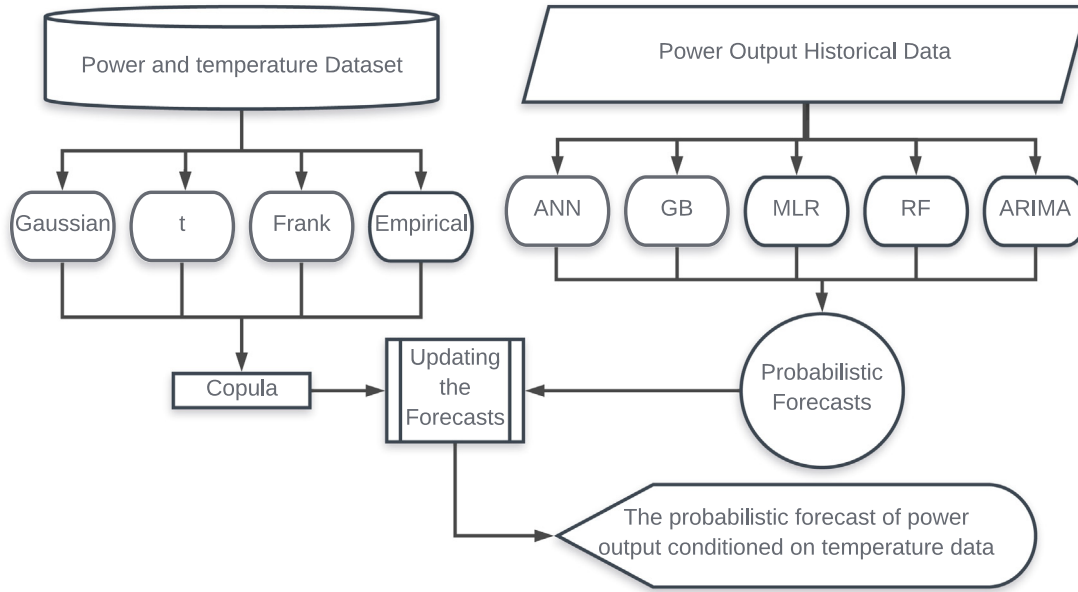 Power and temperature Dataset
Power Output Historical Data
Gaussian
t
Frank
Empirical
ANN
GB
MLR
RF
ARIMA
Copula
Updating
the
Forecasts
Probabilistic
Forecasts
The probabilistic forecast of power
output conditioned on temperature data